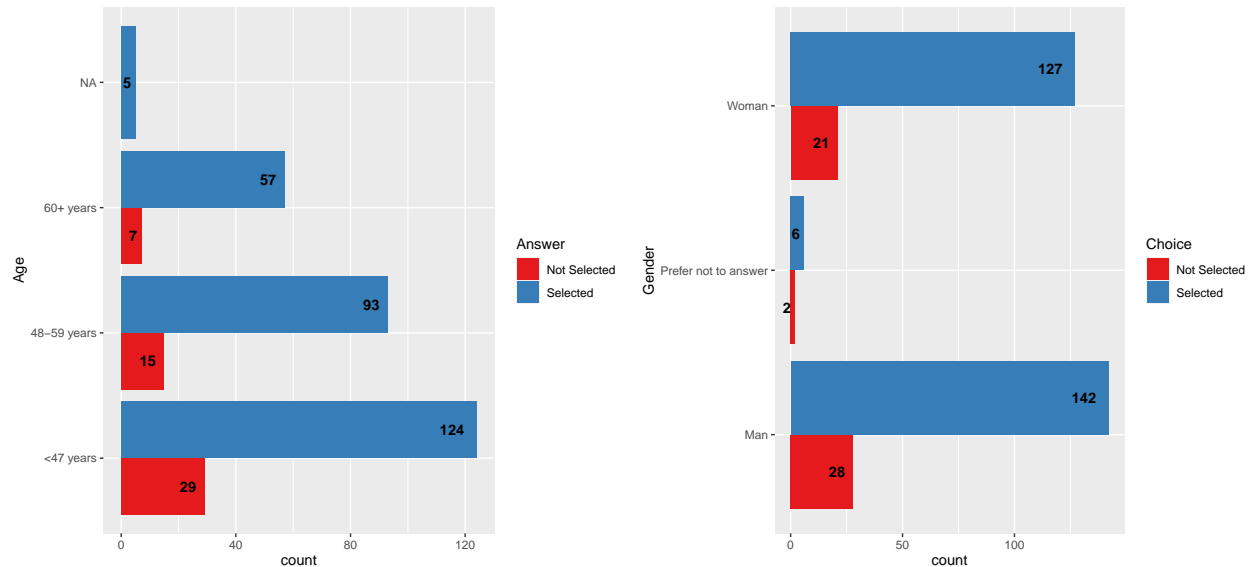 NA
5
60+ years
57
7
48–59 years
93
15
<47 years
124
29
0
40
80
120
count
Age
Answer
Not Selected
Selected
Woman
127
21
Prefer not to answer
6
2
Man
142
28
0
50
100
count
Gender
Choice
Not Selected
Selected